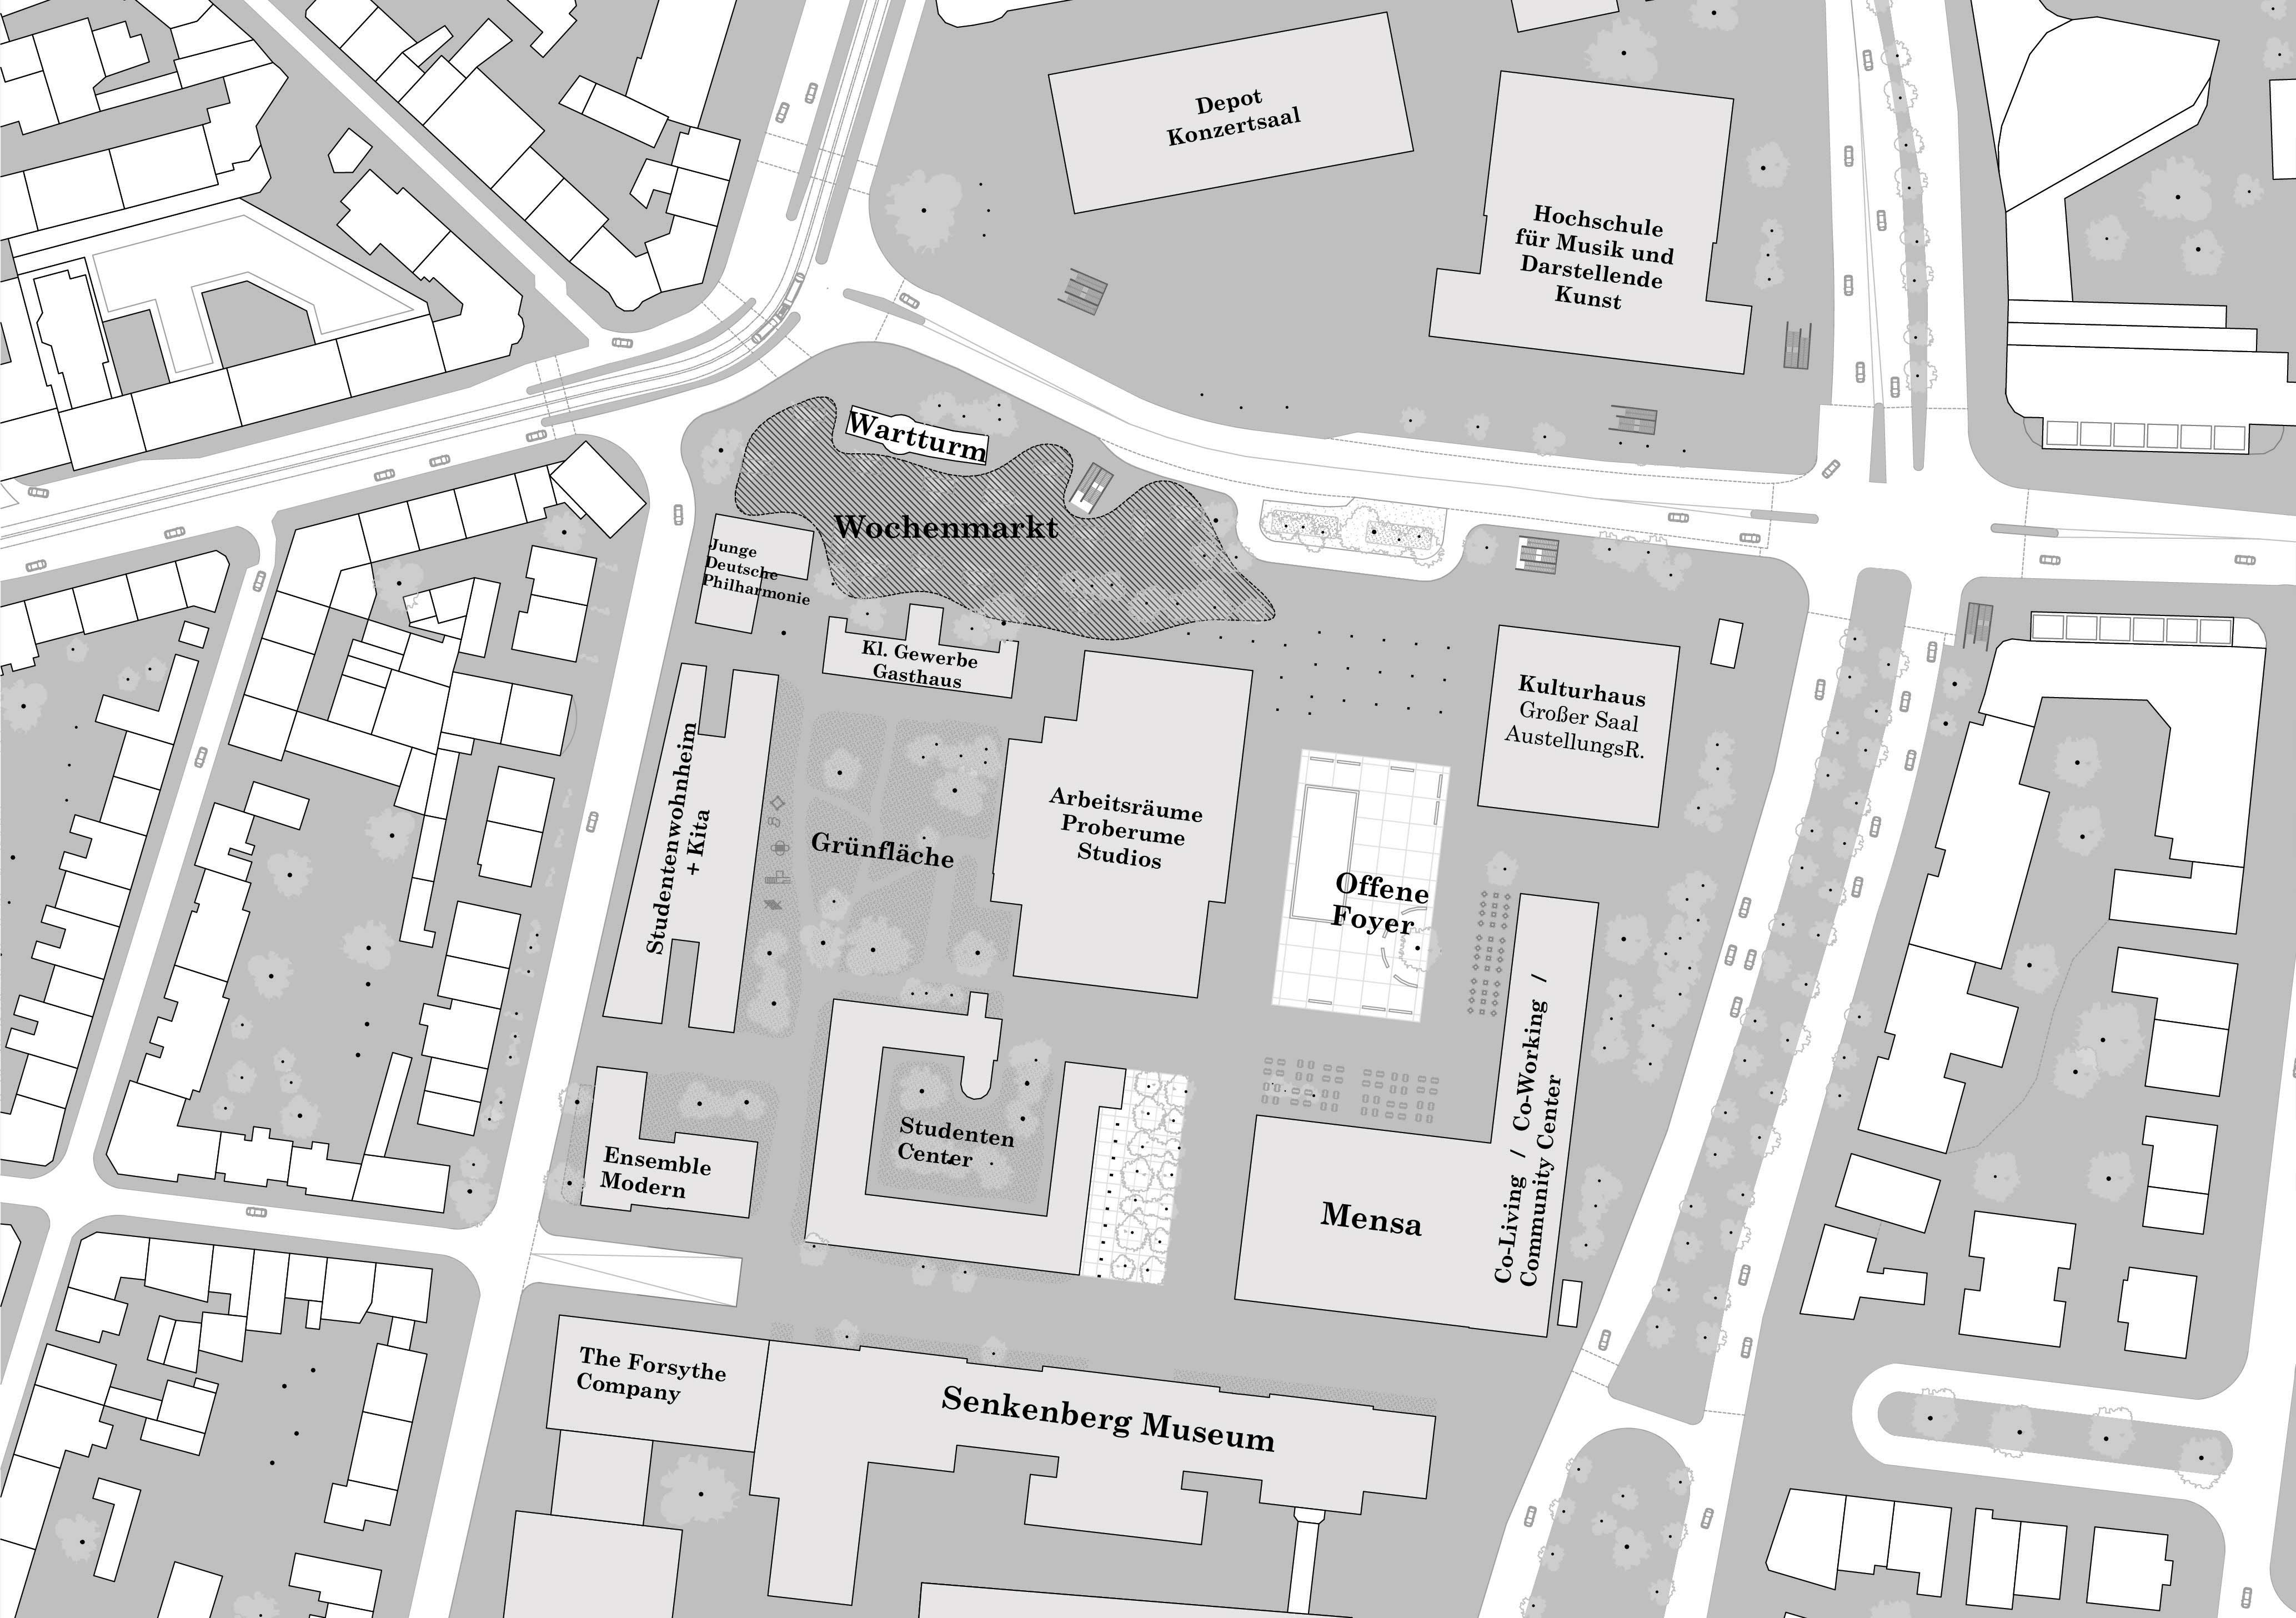 Depot
Konzertsaal
Hochschule
für Musik und
Darstellende
Kunst
Wartturm
Wochenmarkt
Junge
Deutsche
Philharmonie
Kl. Gewerbe
Gasthaus
Kulturhaus
Großer Saal
AustellungsR.
Studentenwohnheim
+ Kita
Grünfläche
Arbeitsräume
Proberume
Studios
Offene
Foyer
Studenten
Center
Ensemble
Modern
Mensa
Co-Living / Co-Working /
Community Center
The Forsythe
Company
Senkenberg Museum